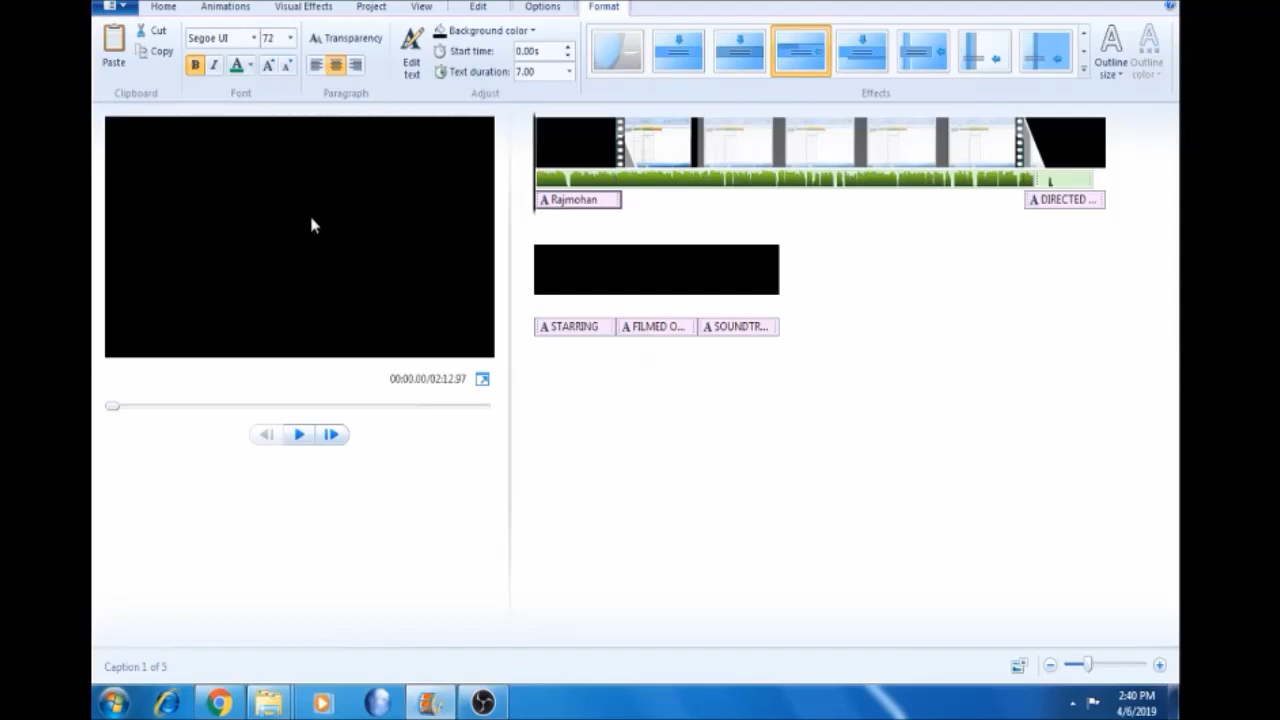 Home Animations Visual Effects Project View Edit Options Format
Paste
Cut
Copy
Clipboard
Segoe UI 72
B I A A A
Font
Transparency
Paragraph
Edit text
Background color
Start time: 0.00s
Text duration: 7.00
Adjust
Effects
Outline size
Outline color
A Rajmohan
A DIRECTED ...
A STARRING
A FILMED O...
A SOUNDTR...
00:00.00/02:12.97
Caption 1 of 5
2:40 PM
4/6/2019